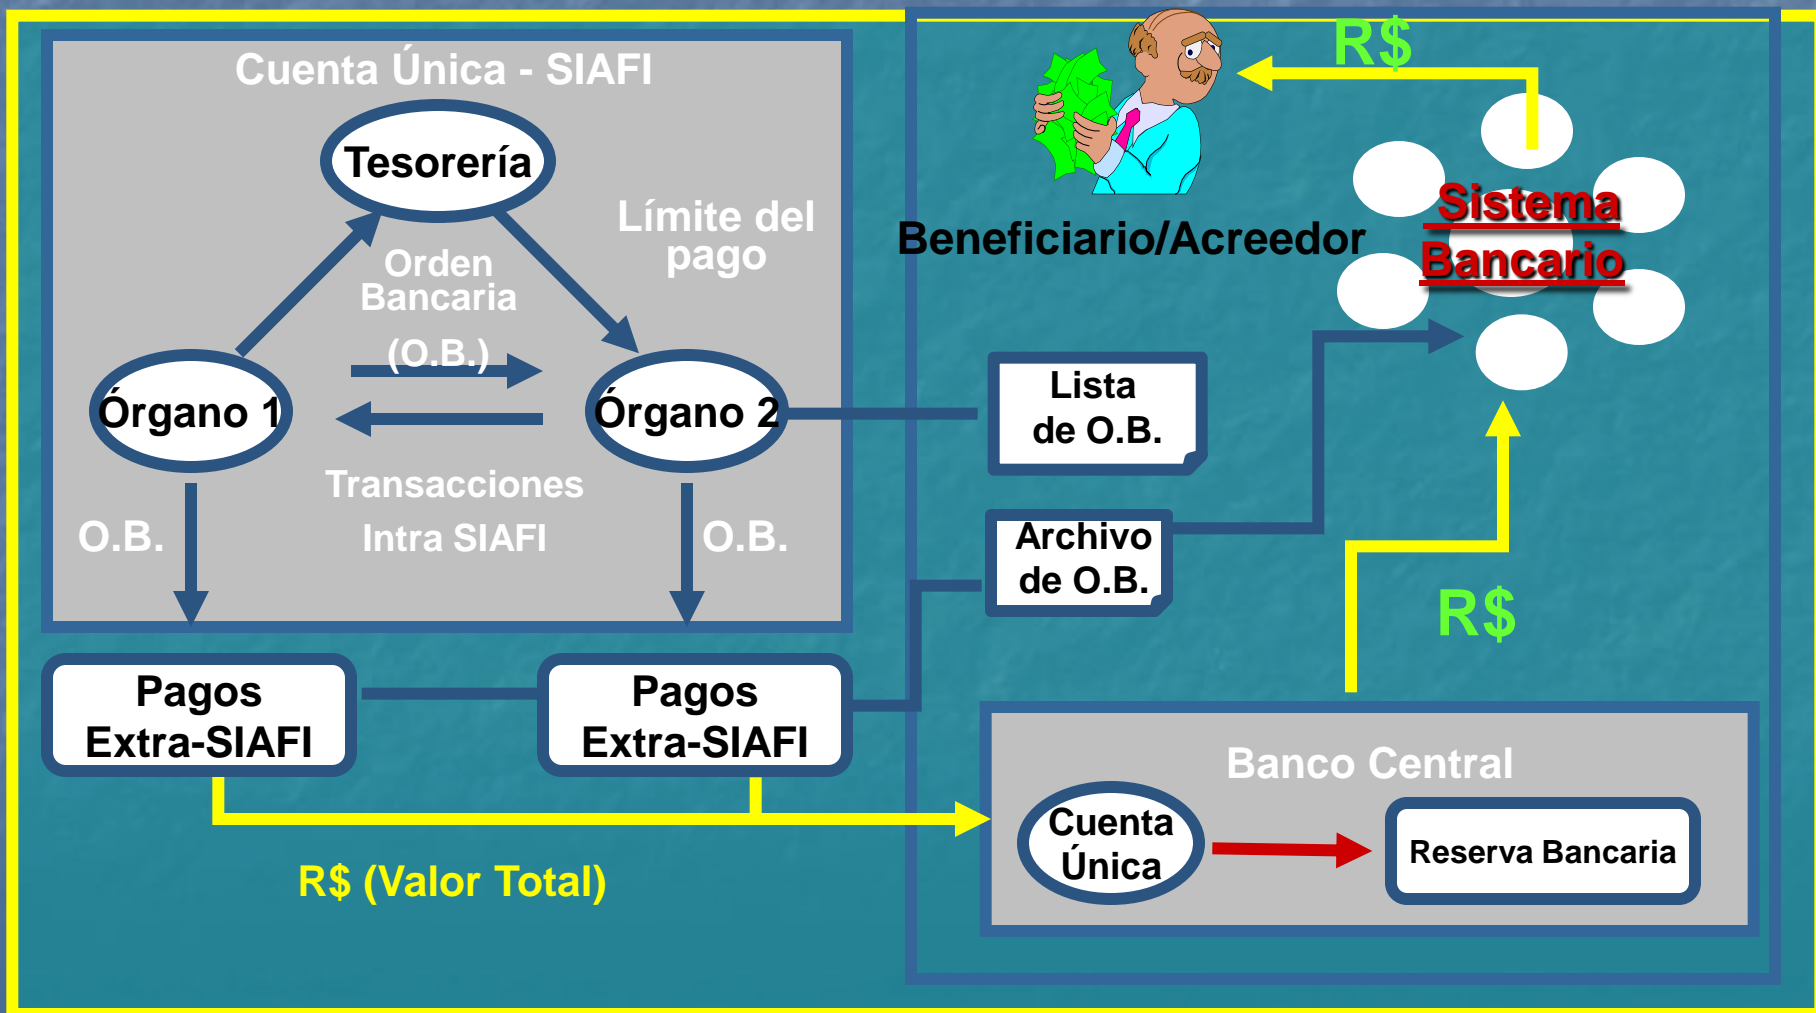 Cuenta Única - SIAFI
Tesorería
Límite del
pago
Orden
Bancaria
(O.B.)
Órgano 1
Órgano 2
Transacciones
Intra SIAFI
O.B.
O.B.
Pagos
Extra-SIAFI
Pagos
Extra-SIAFI
R$ (Valor Total)
R$
Beneficiario/Acreedor
Sistema
Bancario
Lista
de O.B.
Archivo
de O.B.
R$
Banco Central
Cuenta
Única
Reserva Bancaria